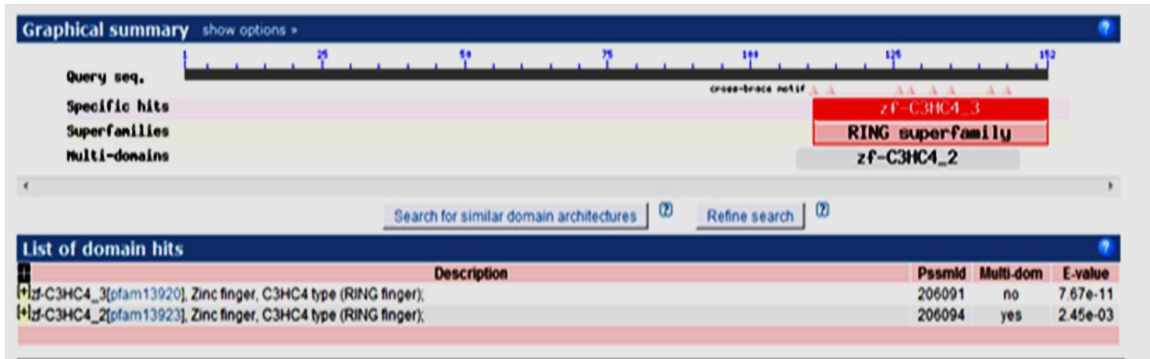 Graphical summary show options »
1 25 50 75 100 125 152
Query seq.
cross-brace motif
Specific hits zf-C3HC4_3
Superfamilies RING superfamily
Multi-domains zf-C3HC4_2
Search for similar domain architectures ? Refine search ?
List of domain hits ?
Description Pssmid Multi-dom E-value
[+]zf-C3HC4_3[pfam13920], Zinc finger, C3HC4 type (RING finger); 206091 no 7.67e-11
[+]zf-C3HC4_2[pfam13923], Zinc finger, C3HC4 type (RING finger); 206094 yes 2.45e-03